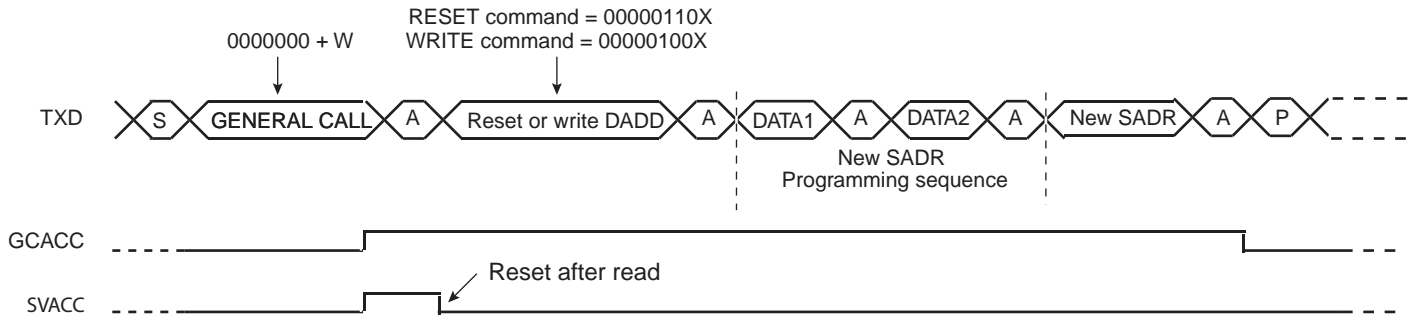 RESET command = 00000110X
0000000 + W
WRITE command = 00000100X
TXD
S
GENERAL CALL
A
Reset or write DADD
A
DATA1
A
DATA2
A
New SADR
A
P
New SADR
Programming sequence
GCACC
Reset after read
SVACC